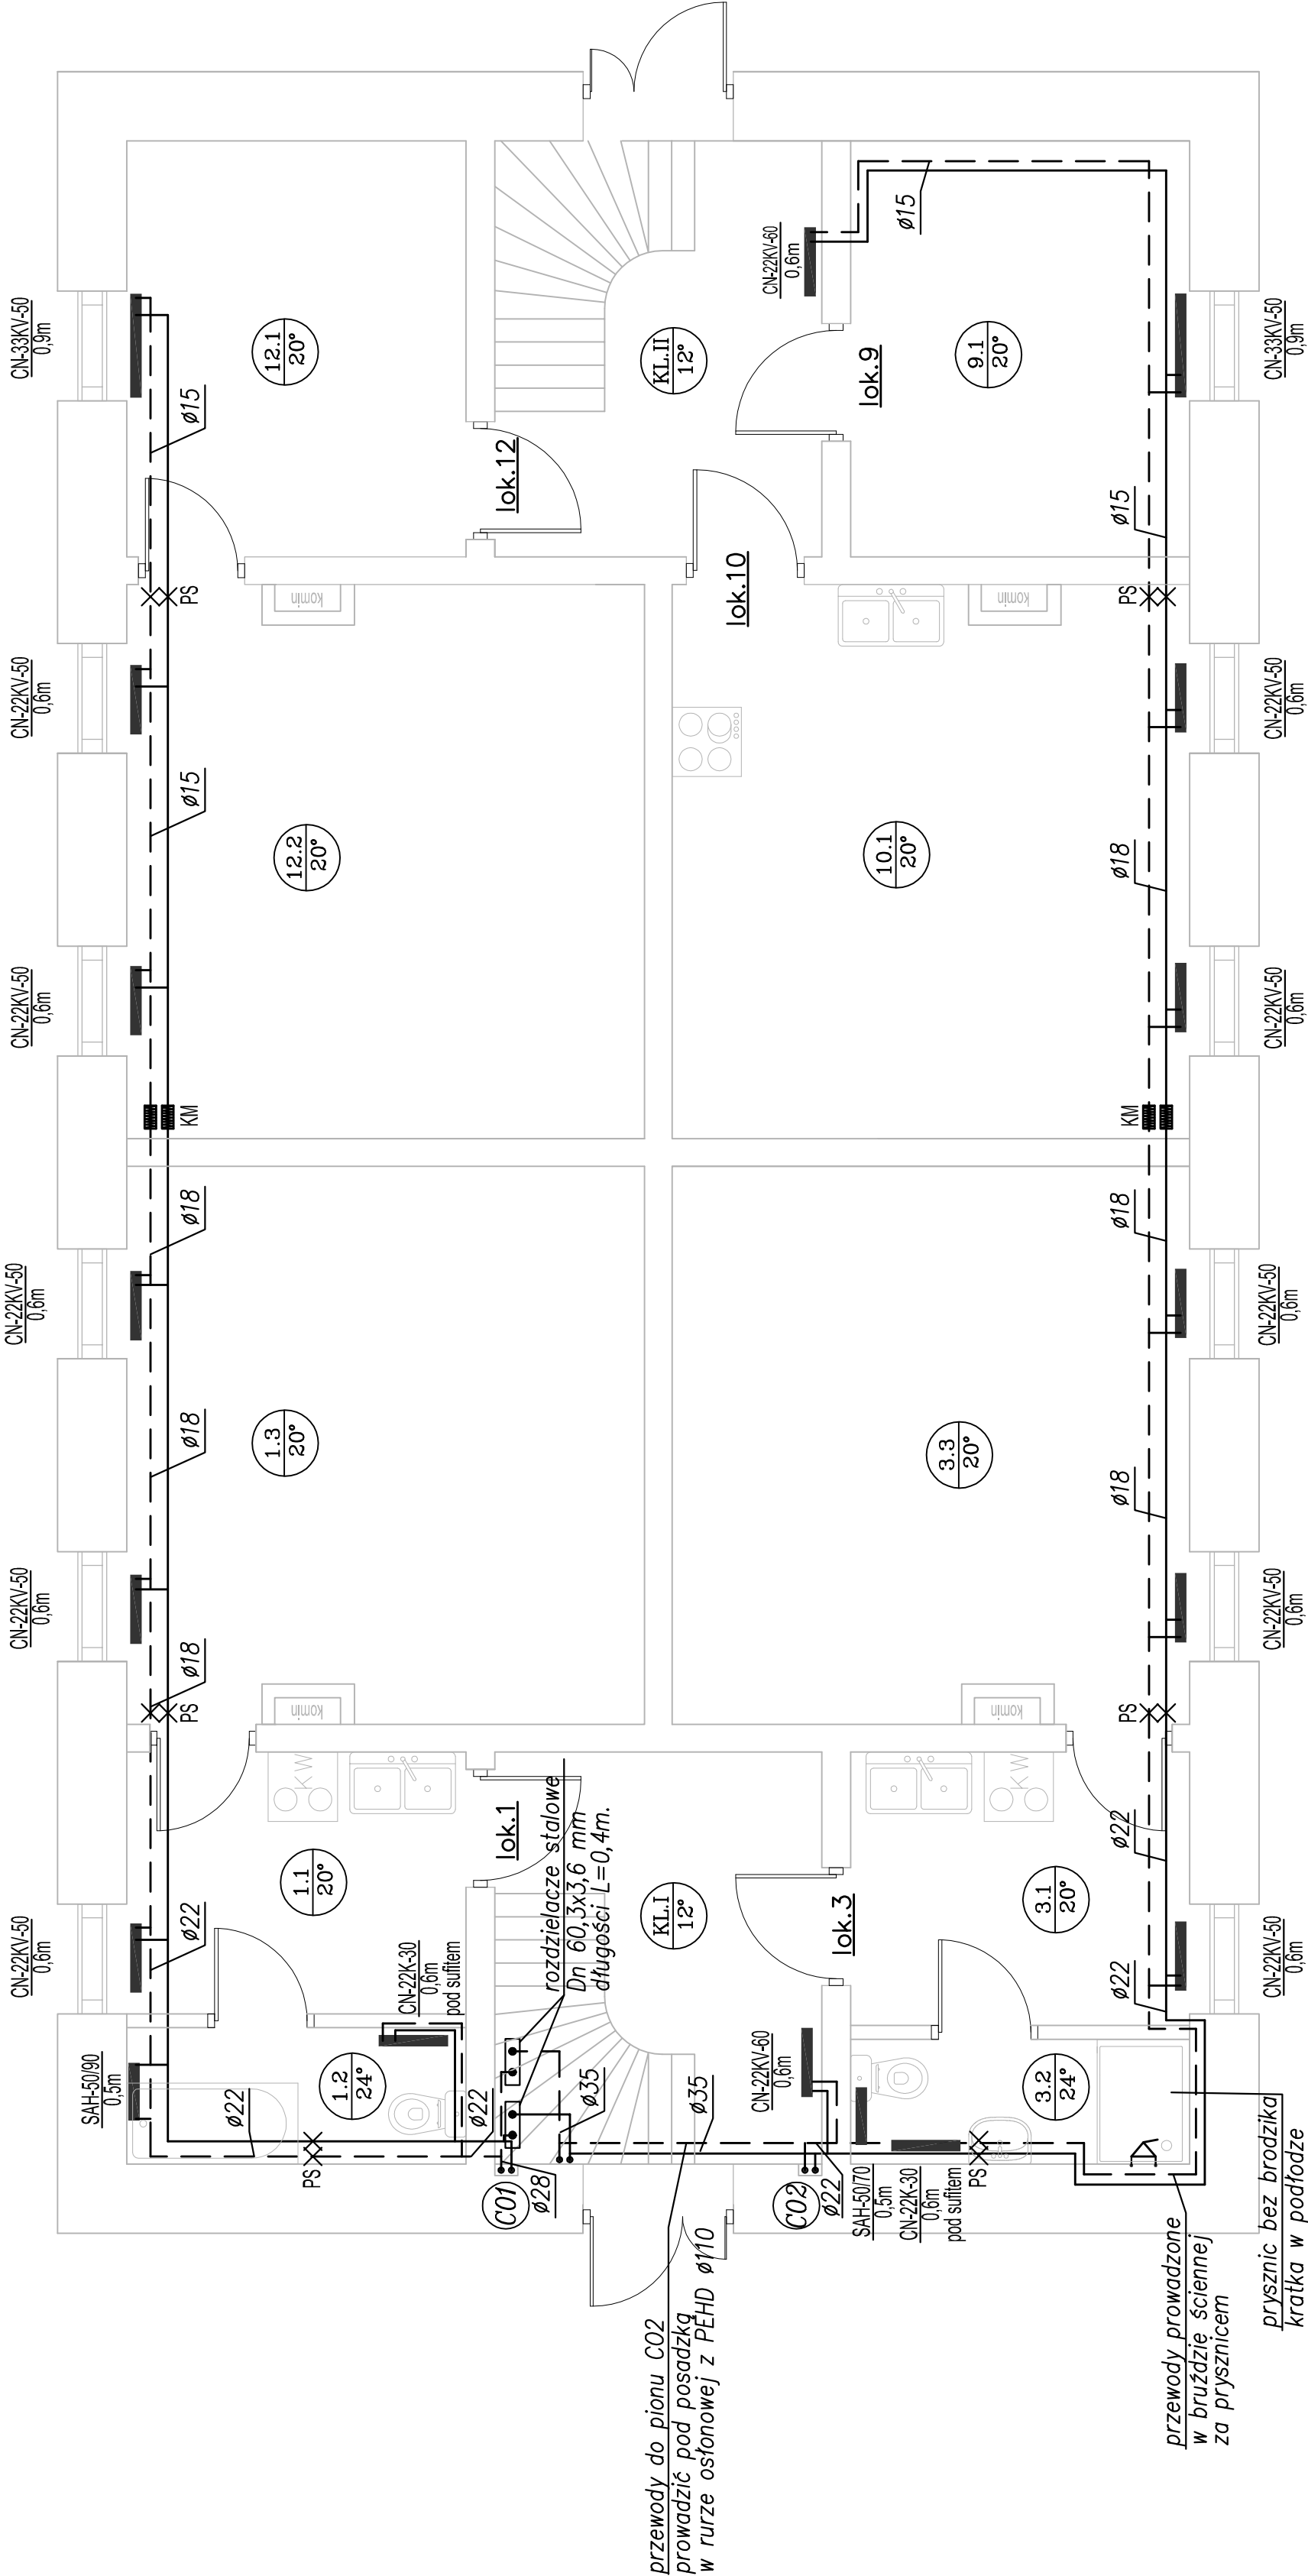 SAH-50/90
0,5m
CN-22KV-50
0,6m
CN-22KV-50
0,6m
CN-22KV-50
0,6m
CN-22KV-50
0,6m
CN-22KV-50
0,6m
CN-33KV-50
0,9m
ø22
ø22
PS
ø18
ø18
ø18
KM
ø15
PS
ø15
PS
1.2
24°
1.1
20°
komin
1.3
20°
12.2
20°
komin
12.1
20°
KW
CN-22K-30
0,6m
pod sufitem
ø22
lok.1
lok.12
C01
ø28
rozdzielacze stalowe
Dn 60,3x3,6 mm
długości L=0,4m.
ø35
ø35
KL.I
12°
KL.II
12°
przewody do pionu CO2
prowadzić pod posadzką
w rurze osłonowej z PEHD ø110
CN-22KV-60
0,6m
CN-22KV-60
0,6m
lok.10
C02
ø22
lok.3
lok.9
SAH-50/70
0,5m
CN-22K-30
0,6m
pod sufitem
PS
ø15
KW
komin
komin
3.2
24°
3.1
20°
3.3
20°
10.1
20°
9.1
20°
ø22
ø22
PS
ø18
ø18
KM
ø18
PS
ø15
przewody prowadzone
w bruździe ściennej
za prysznicem
CN-22KV-50
0,6m
CN-22KV-50
0,6m
CN-22KV-50
0,6m
CN-22KV-50
0,6m
CN-22KV-50
0,6m
CN-33KV-50
0,9m
prysznic bez brodzika
kratka w podłodze